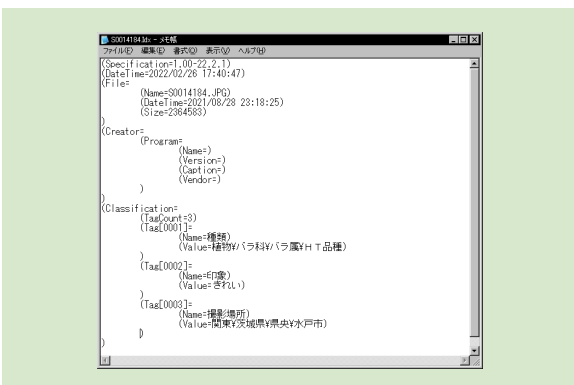 S0014184.Idx - メモ帳
ファイル(F) 編集(E) 書式(O) 表示(V) ヘルプ(H)
(Specification=1.00-22.2.1)
(DateTime=2022/02/26 17:40:47)
(File=
(Name=S0014184.JPG)
(DateTime=2021/08/28 23:18:25)
(Size=2364583)
)
(Creator=
(Program=
(Name=)
(Version=)
(Caption=)
(Vendor=)
)
)
(Classification=
(TagCount=3)
(Tag[0001]=
(Name=種類)
(Value=植物¥バラ科¥バラ属¥ＨＴ品種)
)
(Tag[0002]=
(Name=印象)
(Value=きれい)
)
(Tag[0003]=
(Name=撮影場所)
(Value=関東¥茨城県¥県央¥水戸市)
)
)